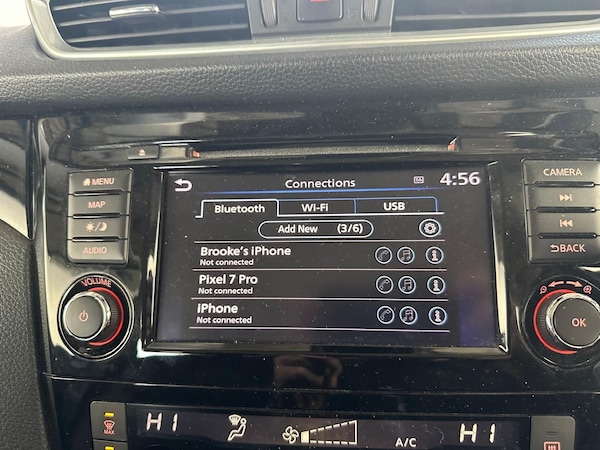 MENU
MAP
AUDIO
VOLUME
Connections
4:56
Bluetooth
Wi-Fi
USB
Add New (3/6)
Brooke's iPhone
Not connected
Pixel 7 Pro
Not connected
iPhone
Not connected
CAMERA
BACK
OK
MAX
HI
A/C
HI